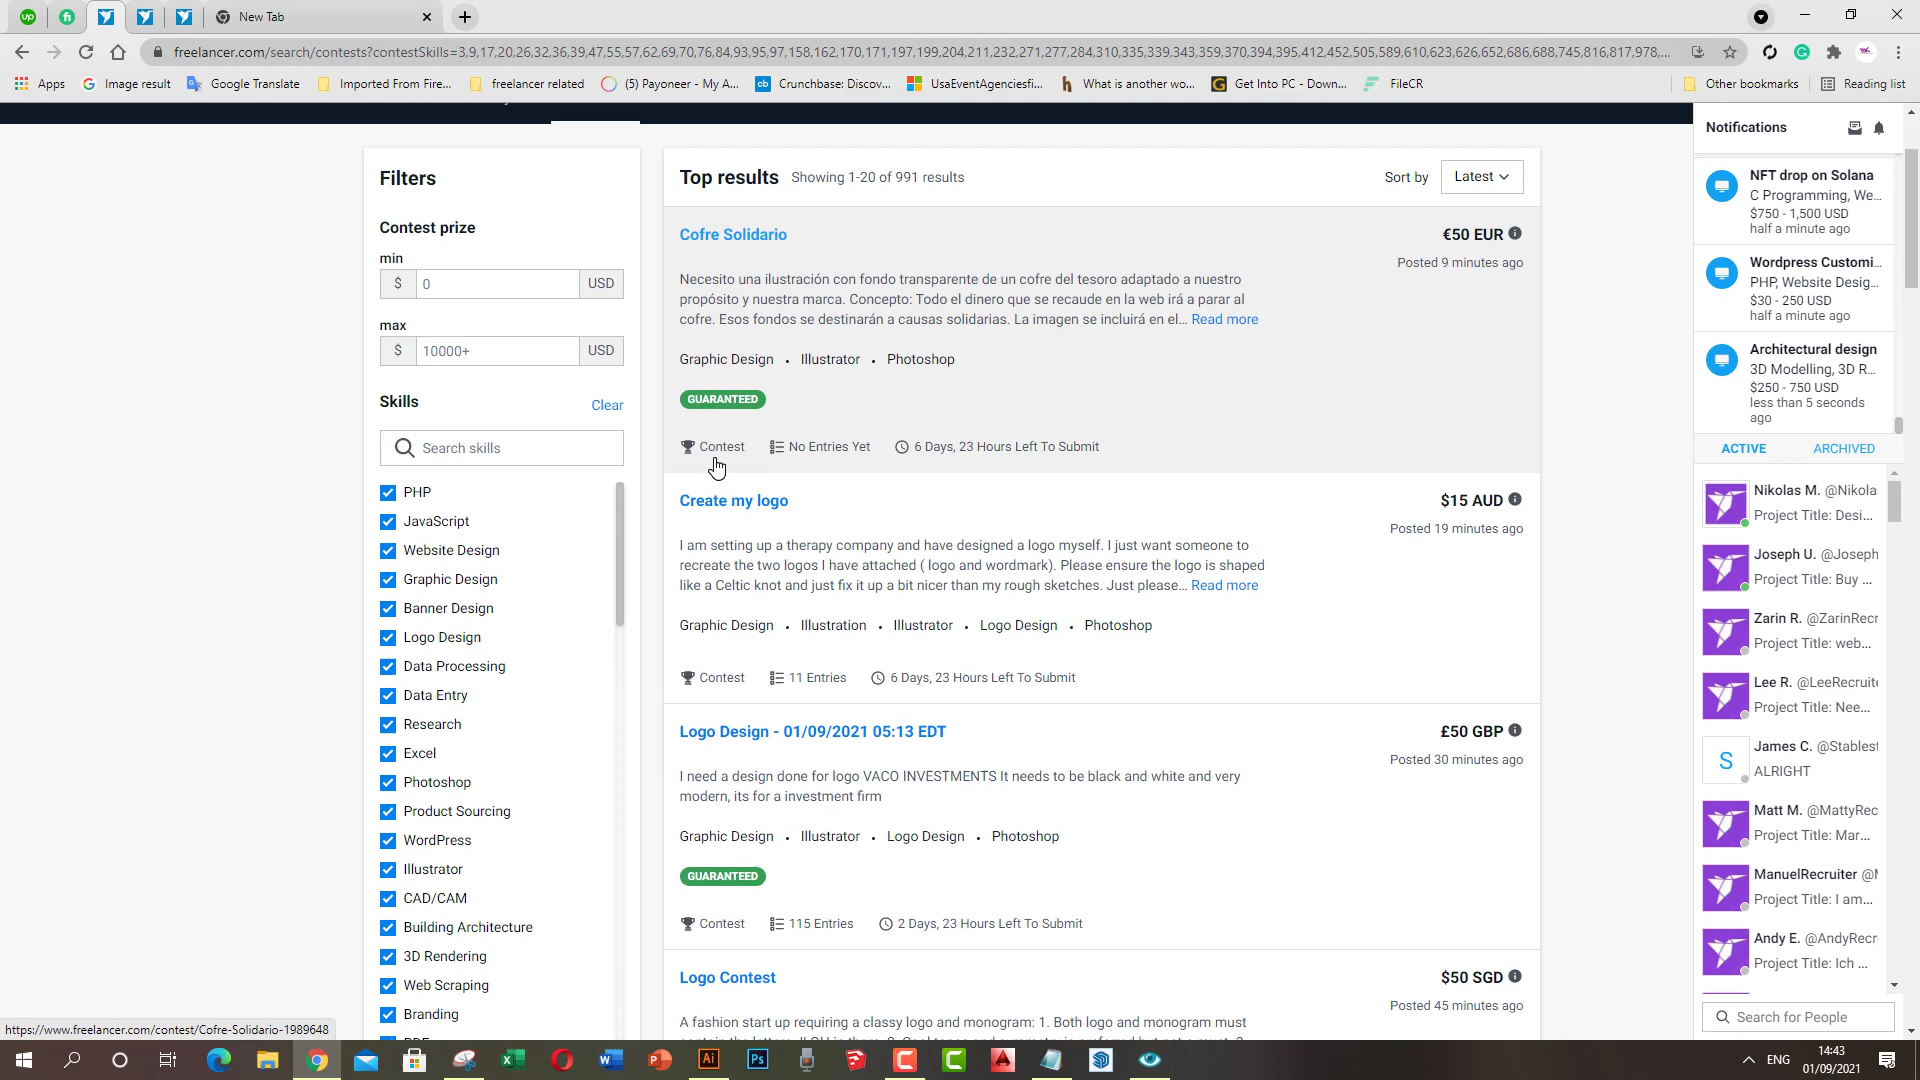 New Tab
freelancer.com/search/contests?contestSkills=3,9,17,20,26,32,36,39,47,55,57,62,69,70,76,84,93,95,97,158,162,170,171,197,199,204,211,232,271,277,284,310,335,339,343,359,370,394,395,412,452,505,589,610,623,626,652,686,688,745,816,817,978,...
Apps
Image result
Google Translate
Imported From Fire...
freelancer related
(5) Payoneer - My A...
Crunchbase: Discov...
UsaEventAgenciesfi...
What is another wo...
Get Into PC - Down...
FileCR
Other bookmarks
Reading list
Filters
Contest prize
min
$ 0 USD
max
$ 10000+ USD
Skills Clear
Search skills
PHP
JavaScript
Website Design
Graphic Design
Banner Design
Logo Design
Data Processing
Data Entry
Research
Excel
Photoshop
Product Sourcing
WordPress
Illustrator
CAD/CAM
Building Architecture
3D Rendering
Web Scraping
Branding
https://www.freelancer.com/contest/Cofre-Solidario-1989648
Top results Showing 1-20 of 991 results
Sort by Latest
Cofre Solidario €50 EUR
Posted 9 minutes ago
Necesito una ilustración con fondo transparente de un cofre del tesoro adaptado a nuestro
propósito y nuestra marca. Concepto: Todo el dinero que se recaude en la web irá a parar al
cofre. Esos fondos se destinarán a causas solidarias. La imagen se incluirá en el... Read more
Graphic Design • Illustrator • Photoshop
GUARANTEED
Contest No Entries Yet 6 Days, 23 Hours Left To Submit
Create my logo $15 AUD
Posted 19 minutes ago
I am setting up a therapy company and have designed a logo myself. I just want someone to
recreate the two logos I have attached ( logo and wordmark). Please ensure the logo is shaped
like a Celtic knot and just fix it up a bit nicer than my rough sketches. Just please... Read more
Graphic Design • Illustration • Illustrator • Logo Design • Photoshop
Contest 11 Entries 6 Days, 23 Hours Left To Submit
Logo Design - 01/09/2021 05:13 EDT £50 GBP
Posted 30 minutes ago
I need a design done for logo VACO INVESTMENTS It needs to be black and white and very
modern, its for a investment firm
Graphic Design • Illustrator • Logo Design • Photoshop
GUARANTEED
Contest 115 Entries 2 Days, 23 Hours Left To Submit
Logo Contest $50 SGD
Posted 45 minutes ago
A fashion start up requiring a classy logo and monogram: 1. Both logo and monogram must
Notifications
NFT drop on Solana
C Programming, We...
$750 - 1,500 USD
half a minute ago
Wordpress Customi...
PHP, Website Desig...
$30 - 250 USD
half a minute ago
Architectural design
3D Modelling, 3D R...
$250 - 750 USD
less than 5 seconds
ago
ACTIVE ARCHIVED
Nikolas M. @Nikola
Project Title: Desi...
Joseph U. @Joseph
Project Title: Buy ...
Zarin R. @ZarinRecr
Project Title: web...
Lee R. @LeeRecruite
Project Title: Nee...
S
James C. @Stablest
ALRIGHT
Matt M. @MattyRec
Project Title: Mar...
ManuelRecruiter @M
Project Title: I am...
Andy E. @AndyRecr
Project Title: Ich ...
Search for People
ENG
14:43
01/09/2021